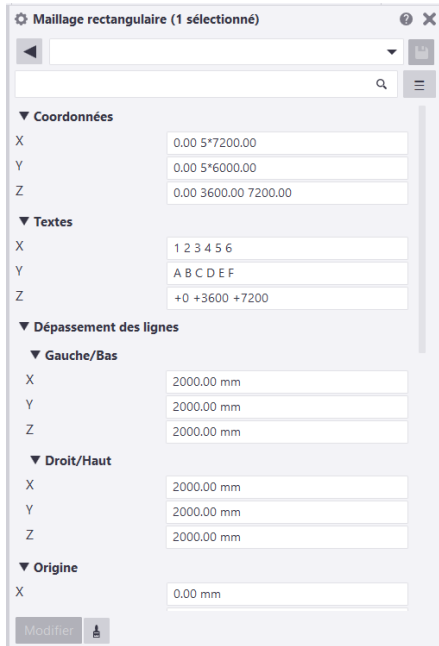 Maillage rectangulaire (1 sélectionné)
Coordonnées
X 0.00 5*7200.00
Y 0.00 5*6000.00
Z 0.00 3600.00 7200.00
Textes
X 1 2 3 4 5 6
Y A B C D E F
Z +0 +3600 +7200
Dépassement des lignes
Gauche/Bas
X 2000.00 mm
Y 2000.00 mm
Z 2000.00 mm
Droit/Haut
X 2000.00 mm
Y 2000.00 mm
Z 2000.00 mm
Origine
X 0.00 mm
Modifier